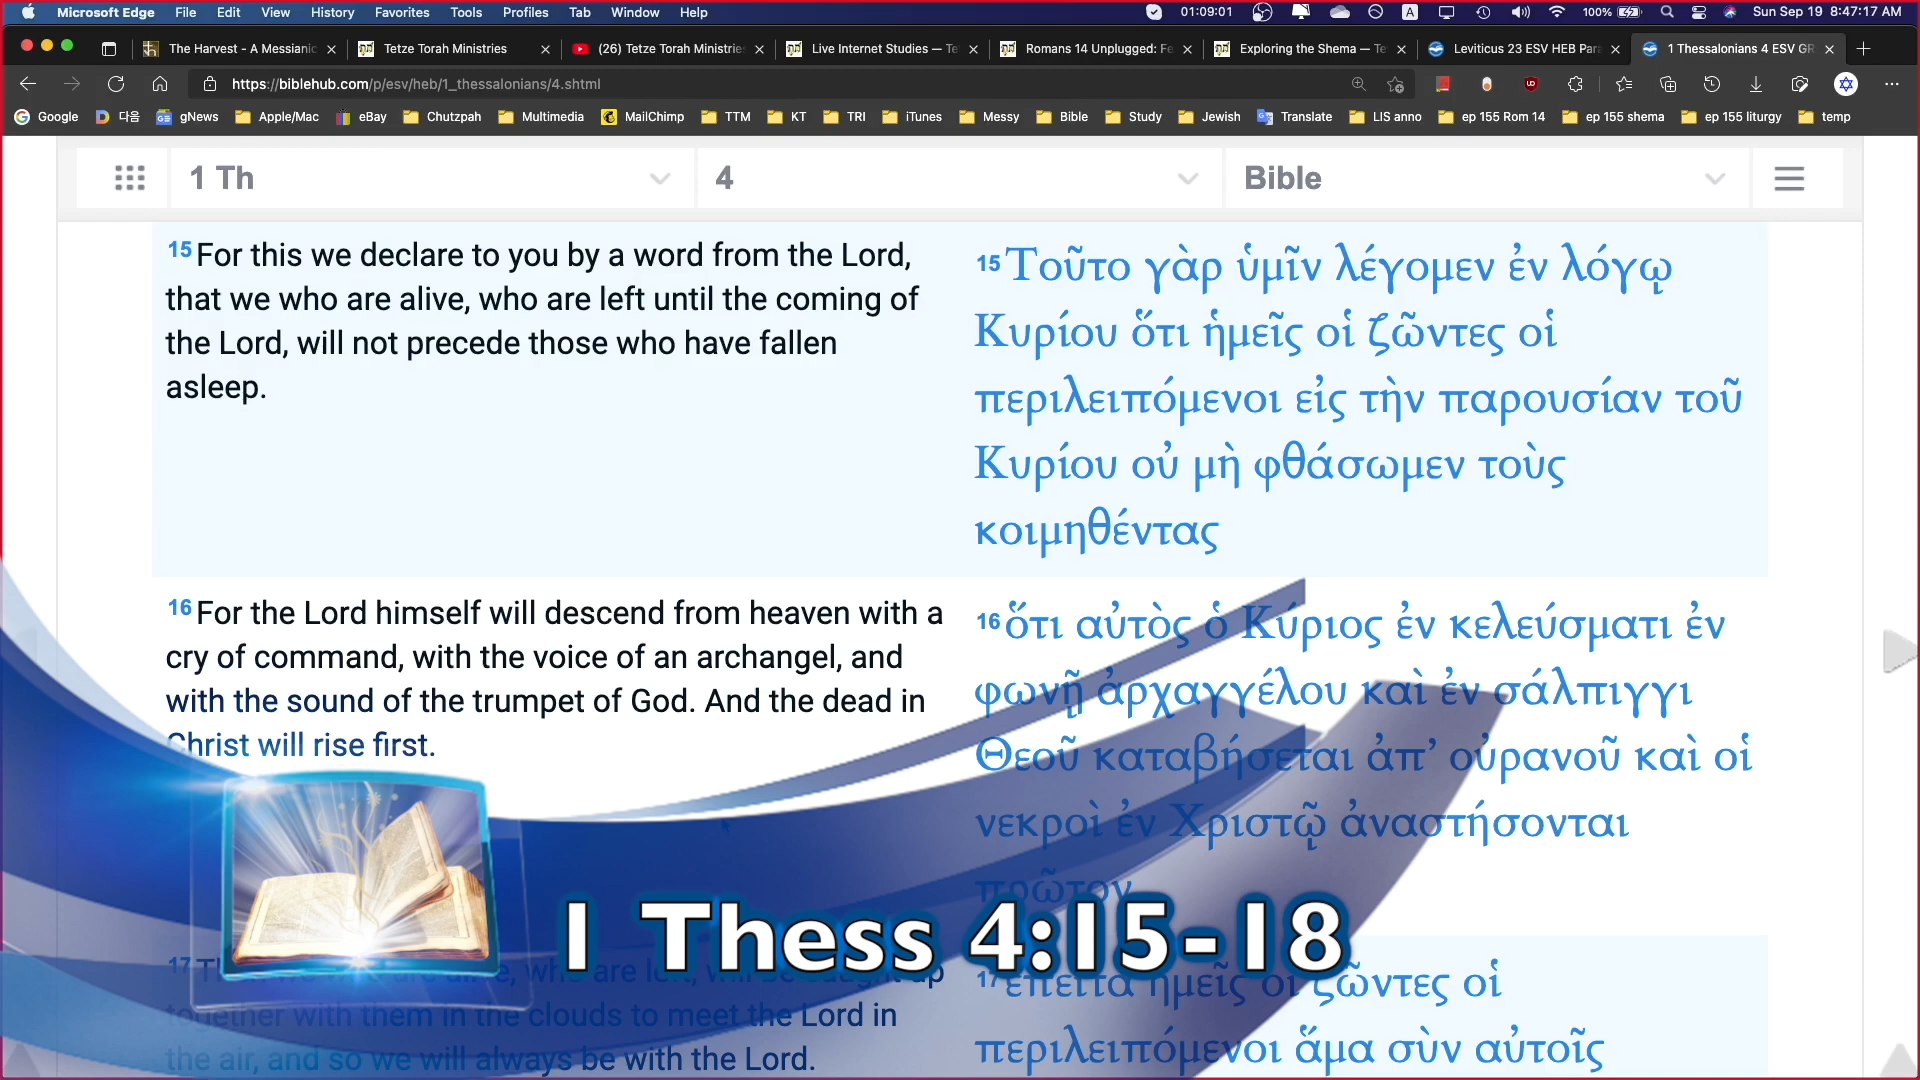 Microsoft Edge File Edit View History Favorites Tools Profiles Tab Window Help 01:09:01 A 100% Sun Sep 19 8:47:17 AM
The Harvest - A Messianic Tetze Torah Ministries (26) Tetze Torah Ministrie Live Internet Studies — Te Romans 14 Unplugged: Fe Exploring the Shema — Te Leviticus 23 ESV HEB Para 1 Thessalonians 4 ESV GR
https://biblehub.com/p/esv/heb/1_thessalonians/4.shtml
Google 다음 gNews Apple/Mac eBay Chutzpah Multimedia MailChimp TTM KT TRI iTunes Messy Bible Study Jewish Translate LIS anno ep 155 Rom 14 ep 155 shema ep 155 liturgy temp
1 Th 4 Bible
15 For this we declare to you by a word from the Lord,
that we who are alive, who are left until the coming of
the Lord, will not precede those who have fallen
asleep.
15 Τοῦτο γὰρ ὑμῖν λέγομεν ἐν λόγῳ
Κυρίου ὅτι ἡμεῖς οἱ ζῶντες οἱ
περιλειπόμενοι εἰς τὴν παρουσίαν τοῦ
Κυρίου οὐ μὴ φθάσωμεν τοὺς
κοιμηθέντας
16 For the Lord himself will descend from heaven with a
cry of command, with the voice of an archangel, and
with the sound of the trumpet of God. And the dead in
Christ will rise first.
16 ὅτι αὐτὸς ὁ Κύριος ἐν κελεύσματι ἐν
φωνῇ ἀρχαγγέλου καὶ ἐν σάλπιγγι
Θεοῦ καταβήσεται ἀπ’ οὐρανοῦ καὶ οἱ
νεκροὶ ἐν Χριστῷ ἀναστήσονται
πρῶτον
17 are left, will be caught up
together with them in the clouds to meet the Lord in
the air, and so we will always be with the Lord.
17 ἔπειτα ἡμεῖς οἱ ζῶντες οἱ
περιλειπόμενοι ἅμα σὺν αὐτοῖς
1 Thess 4:15-18